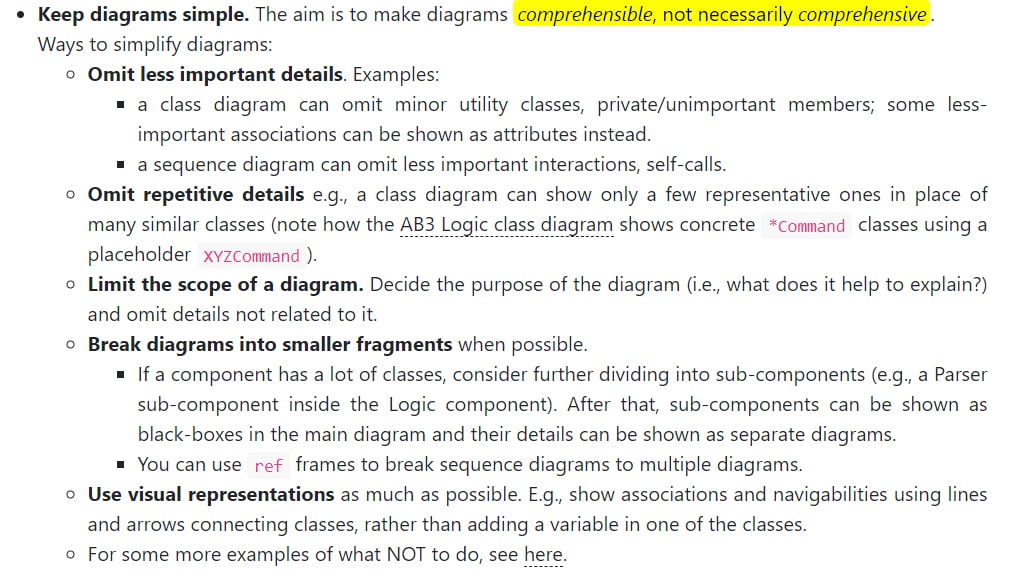 • Keep diagrams simple. The aim is to make diagrams comprehensible, not necessarily comprehensive.
Ways to simplify diagrams:
◦ Omit less important details. Examples:
▪ a class diagram can omit minor utility classes, private/unimportant members; some less-
important associations can be shown as attributes instead.
▪ a sequence diagram can omit less important interactions, self-calls.
◦ Omit repetitive details e.g., a class diagram can show only a few representative ones in place of
many similar classes (note how the AB3 Logic class diagram shows concrete *Command classes using a
placeholder XYZCommand ).
◦ Limit the scope of a diagram. Decide the purpose of the diagram (i.e., what does it help to explain?)
and omit details not related to it.
◦ Break diagrams into smaller fragments when possible.
▪ If a component has a lot of classes, consider further dividing into sub-components (e.g., a Parser
sub-component inside the Logic component). After that, sub-components can be shown as
black-boxes in the main diagram and their details can be shown as separate diagrams.
▪ You can use ref frames to break sequence diagrams to multiple diagrams.
◦ Use visual representations as much as possible. E.g., show associations and navigabilities using lines
and arrows connecting classes, rather than adding a variable in one of the classes.
◦ For some more examples of what NOT to do, see here.